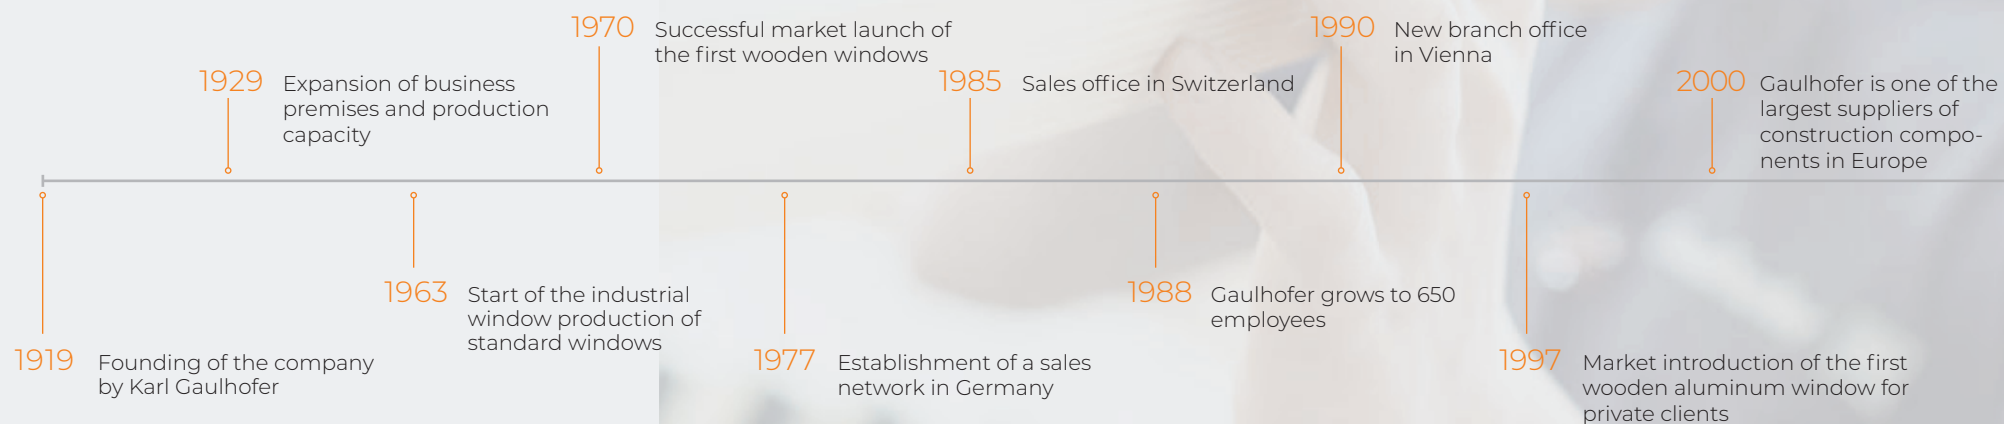 1919
Founding of the company
by Karl Gaulhofer
1929
Expansion of business
premises and production
capacity
1963
Start of the industrial
window production of
standard windows
1970
Successful market launch of
the first wooden windows
1977
Establishment of a sales
network in Germany
1985
Sales office in Switzerland
1988
Gaulhofer grows to 650
employees
1990
New branch office
in Vienna
1997
Market introduction of the first
wooden aluminum window for
private clients
2000
Gaulhofer is one of the
largest suppliers of
construction compo-
nents in Europe